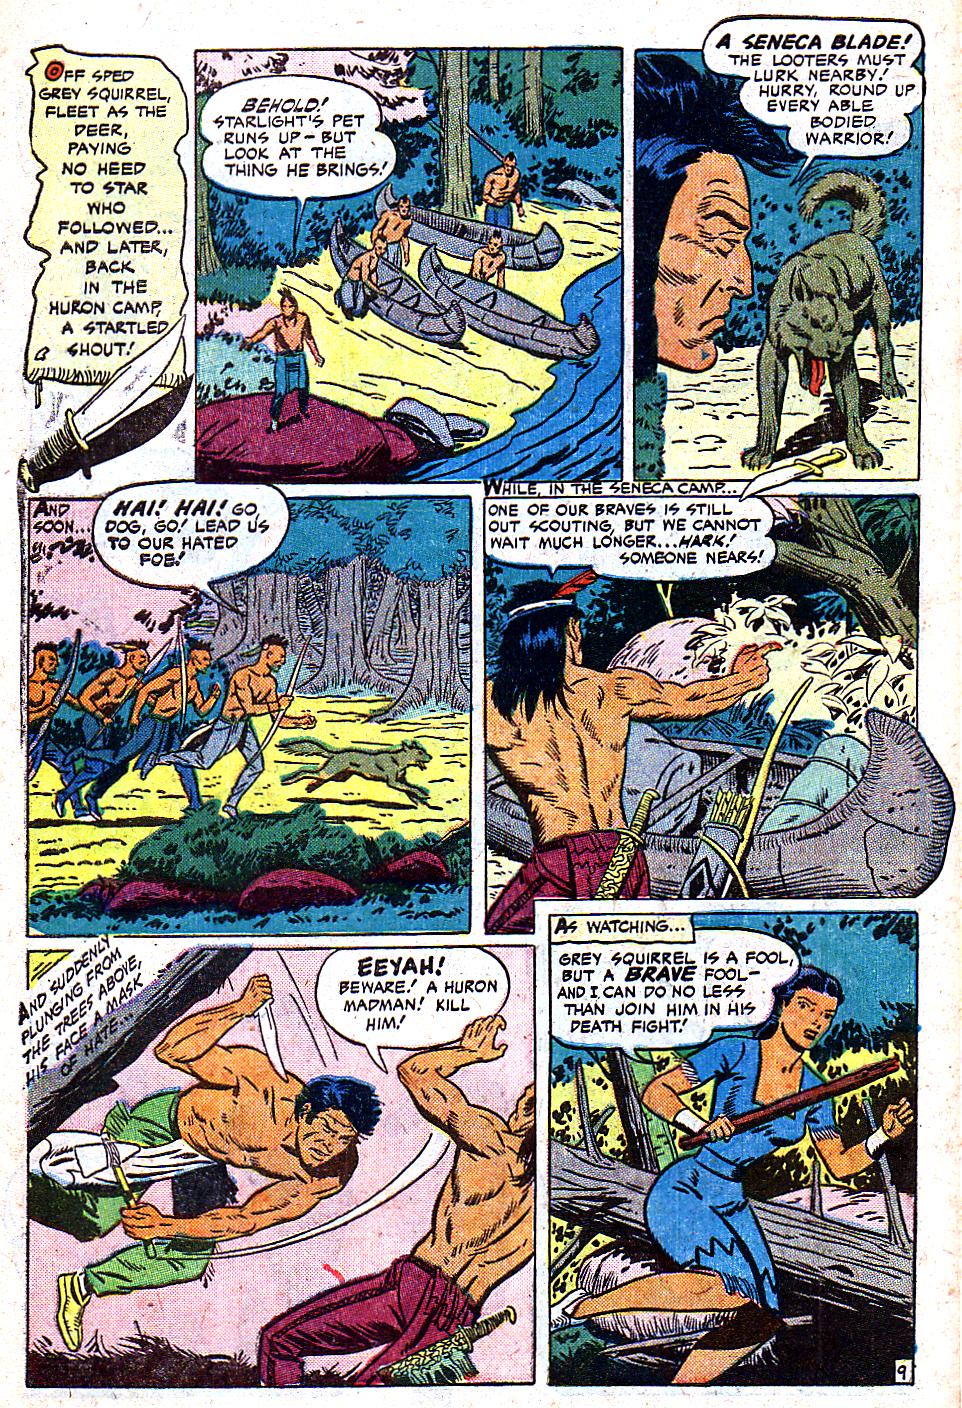 OFF SPED
GREY SQUIRREL,
FLEET AS THE
DEER,
PAYING
NO HEED
TO STAR
WHO
FOLLOWED...
AND LATER,
BACK
IN THE
HURON CAMP,
A STARTLED
SHOUT!
BEHOLD!
STARLIGHT'S PET
RUNS UP- BUT
LOOK AT THE
THING HE BRINGS!
A SENECA BLADE!
THE LOOTERS MUST
LURK NEARBY!
HURRY, ROUND UP
EVERY ABLE
BODIED
WARRIOR!
AND
SOON...
HAI! HAI! GO,
DOG, GO! LEAD US
TO OUR HATED
FOE!
WHILE, IN THE SENECA CAMP...
ONE OF OUR BRAVES IS STILL
OUT SCOUTING, BUT WE CANNOT
WAIT MUCH LONGER...HARK!
SOMEONE NEARS!
AND SUDDENLY
PLUNGING FROM
THE TREES ABOVE,
HIS FACE A MASK
OF HATE...
EEYAH!
BEWARE! A HURON
MADMAN! KILL
HIM!
AS WATCHING...
GREY SQUIRREL IS A FOOL,
BUT A BRAVE FOOL-
AND I CAN DO NO LESS
THAN JOIN HIM IN HIS
DEATH FIGHT!
9